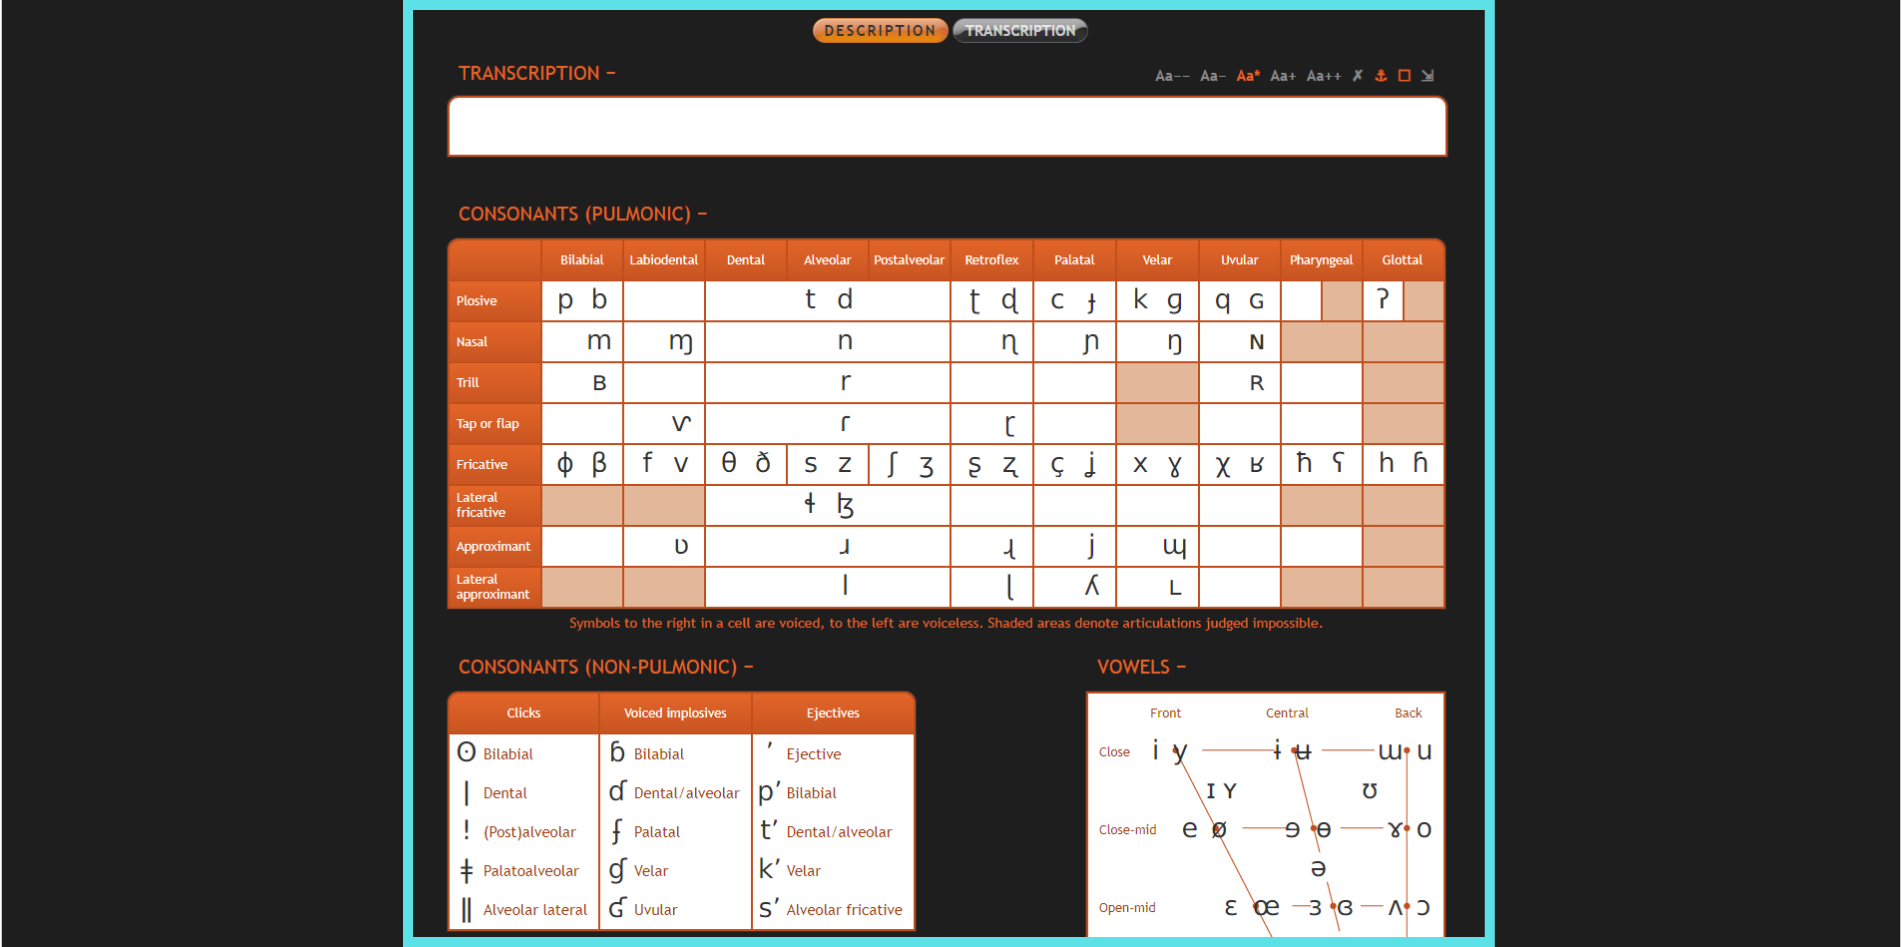 DESCRIPTION TRANSCRIPTION
TRANSCRIPTION –
Aa-- Aa- Aa* Aa+ Aa++ ✗
CONSONANTS (PULMONIC) –
Bilabial Labiodental Dental Alveolar Postalveolar Retroflex Palatal Velar Uvular Pharyngeal Glottal
Plosive p b t d ʈ ɖ c ɟ k ɡ q ɢ ʔ
Nasal m ɱ n ɳ ɲ ŋ ɴ
Trill ʙ r ʀ
Tap or flap ⱱ ɾ ɽ
Fricative ɸ β f v θ ð s z ʃ ʒ ʂ ʐ ç ʝ x ɣ χ ʁ ħ ʕ h ɦ
Lateral
fricative ɬ ɮ
Approximant ʋ ɹ ɻ j ɰ
Lateral
approximant l ɭ ʎ ʟ
Symbols to the right in a cell are voiced, to the left are voiceless. Shaded areas denote articulations judged impossible.
CONSONANTS (NON-PULMONIC) –
Clicks Voiced implosives Ejectives
ʘ Bilabial ɓ Bilabial ʼ Ejective
ǀ Dental ɗ Dental/alveolar pʼ Bilabial
ǃ (Post)alveolar ʄ Palatal tʼ Dental/alveolar
ǂ Palatoalveolar ɠ Velar kʼ Velar
ǁ Alveolar lateral ʛ Uvular sʼ Alveolar fricative
VOWELS –
Front Central Back
Close i y ɨ ʉ ɯ u
ɪ ʏ ʊ
Close-mid e ø ɘ ɵ ɤ o
ə
Open-mid ɛ œ ɜ ɞ ʌ ɔ